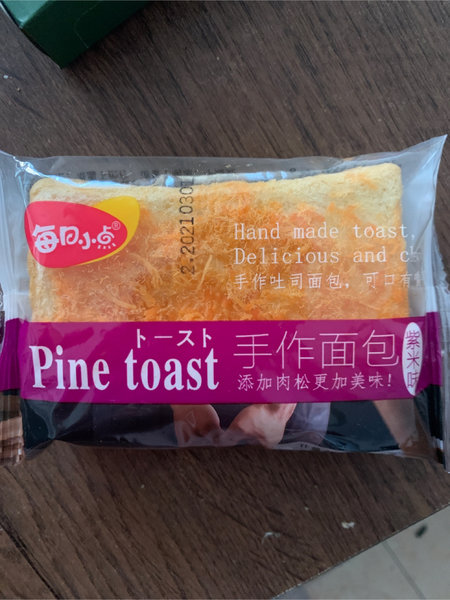 每日小点®
2.2021030
Hand made toast,
Delicious and
手作吐司面包，可口有
トースト
Pine toast
手作面包
紫米味
添加肉松更加美味！